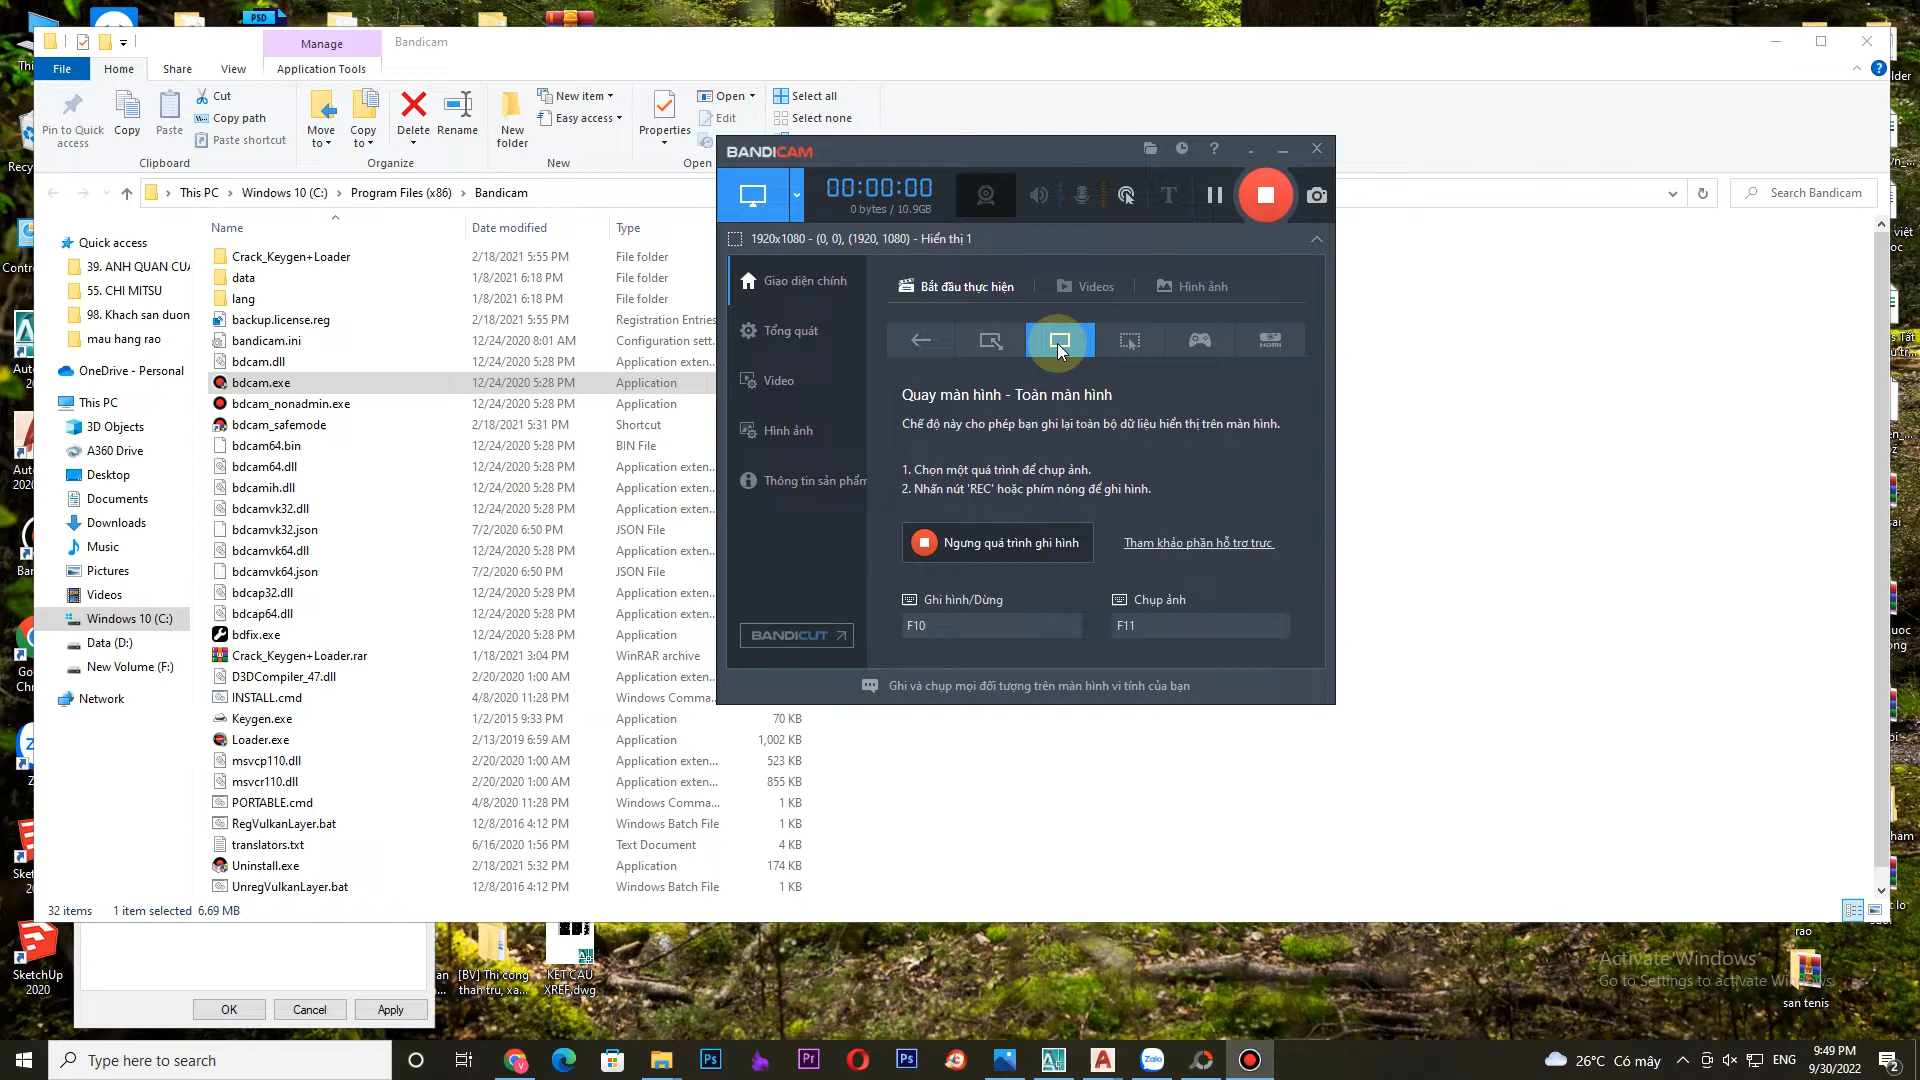 PSD
Manage
Bandicam
File
Home
Share
View
Application Tools
Pin to Quick access
Copy
Paste
Cut
Copy path
Paste shortcut
Clipboard
Move to
Copy to
Delete
Rename
Organize
New folder
New item
Easy access
New
Properties
Open
Edit
Open
Select all
Select none
This PC
Windows 10 (C:)
Program Files (x86)
Bandicam
Search Bandicam
Quick access
39. ANH QUAN CU
55. CHI MITSU
98. Khach san duon
mau hang rao
OneDrive - Personal
This PC
3D Objects
A360 Drive
Desktop
Documents
Downloads
Music
Pictures
Videos
Windows 10 (C:)
Data (D:)
New Volume (F:)
Network
Name Date modified Type
Crack_Keygen+Loader 2/18/2021 5:55 PM File folder
data 1/8/2021 6:18 PM File folder
lang 1/8/2021 6:18 PM File folder
backup.license.reg 2/18/2021 5:55 PM Registration Entries
bandicam.ini 12/24/2020 8:01 AM Configuration sett...
bdcam.dll 12/24/2020 5:28 PM Application exten...
bdcam.exe 12/24/2020 5:28 PM Application
bdcam_nonadmin.exe 12/24/2020 5:28 PM Application
bdcam_safemode 2/18/2021 5:31 PM Shortcut
bdcam64.bin 12/24/2020 5:28 PM BIN File
bdcam64.dll 12/24/2020 5:28 PM Application exten...
bdcamih.dll 12/24/2020 5:28 PM Application exten...
bdcamvk32.dll 12/24/2020 5:28 PM Application exten...
bdcamvk32.json 7/2/2020 6:50 PM JSON File
bdcamvk64.dll 12/24/2020 5:28 PM Application exten...
bdcamvk64.json 7/2/2020 6:50 PM JSON File
bdcap32.dll 12/24/2020 5:28 PM Application exten...
bdcap64.dll 12/24/2020 5:28 PM Application exten...
bdfix.exe 12/24/2020 5:28 PM Application
Crack_Keygen+Loader.rar 1/18/2021 3:04 PM WinRAR archive
D3DCompiler_47.dll 2/20/2020 1:00 AM Application exten...
INSTALL.cmd 4/8/2020 11:28 PM Windows Comma...
Keygen.exe 1/2/2015 9:33 PM Application 70 KB
Loader.exe 2/13/2019 6:59 AM Application 1,002 KB
msvcp110.dll 2/20/2020 1:00 AM Application exten... 523 KB
msvcr110.dll 2/20/2020 1:00 AM Application exten... 855 KB
PORTABLE.cmd 4/8/2020 11:28 PM Windows Comma... 1 KB
RegVulkanLayer.bat 12/8/2016 4:12 PM Windows Batch File 1 KB
translators.txt 6/16/2020 1:56 PM Text Document 4 KB
Uninstall.exe 2/18/2021 5:32 PM Application 174 KB
UnregVulkanLayer.bat 12/8/2016 4:12 PM Windows Batch File 1 KB
32 items 1 item selected 6.69 MB
BANDICAM
00:00:00
0 bytes / 10.9GB
1920x1080 - (0, 0), (1920, 1080) - Hiển thị 1
Giao diện chính
Tổng quát
Video
Hình ảnh
Thông tin sản phẩm
BANDICUT
Bắt đầu thực hiện
Videos
Hình ảnh
HDMI
Quay màn hình - Toàn màn hình
Chế độ này cho phép bạn ghi lại toàn bộ dữ liệu hiển thị trên màn hình.
1. Chọn một quá trình để chụp ảnh.
2. Nhấn nút 'REC' hoặc phím nóng để ghi hình.
Ngưng quá trình ghi hình
Tham khảo phần hỗ trợ trực
Ghi hình/Dừng
Chụp ảnh
F10
F11
Ghi và chụp mọi đối tượng trên màn hình vi tính của bạn
OK
Cancel
Apply
SketchUp 2020
[BV] Thi cong than tru, xa...
KET CAU XREF.dwg
rao
san tenis
Activate Windows
Go to Settings to activate Windows.
Type here to search
Ps
Pr
Ps
Zalo
26°C Có mây
ENG
9:49 PM
9/30/2022
2